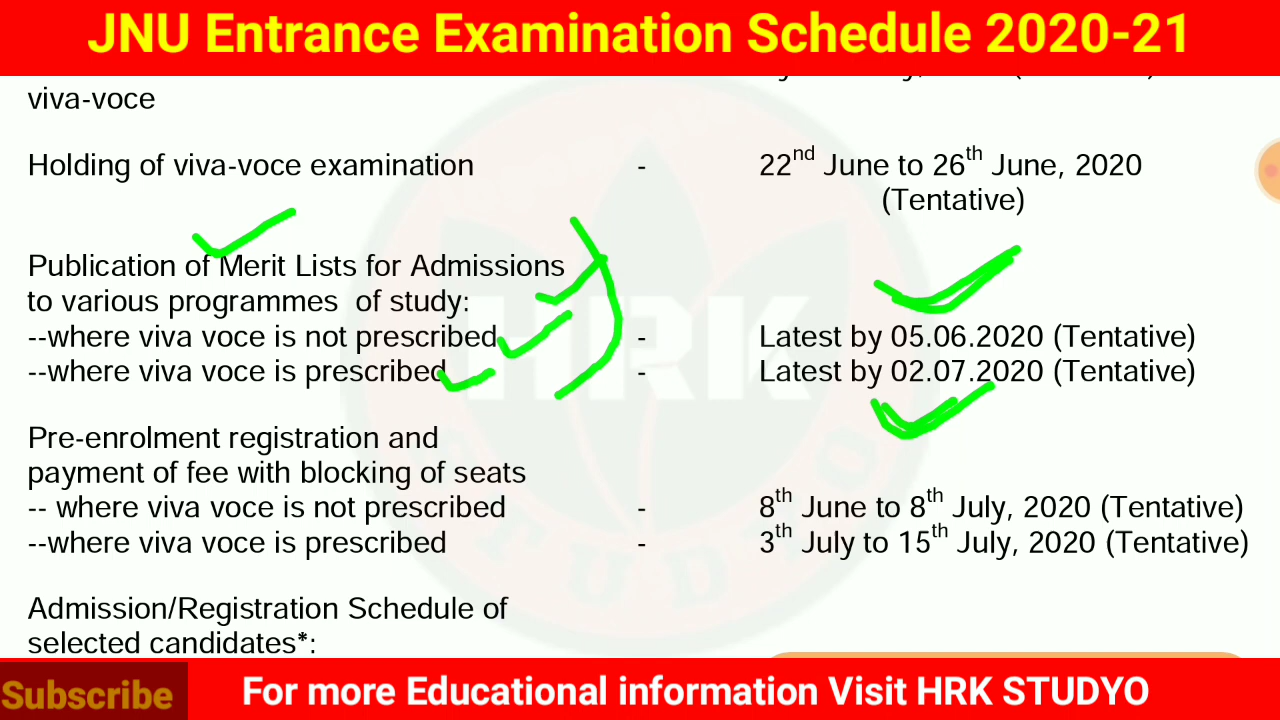 JNU Entrance Examination Schedule 2020-21
viva-voce
Holding of viva-voce examination - 22nd June to 26th June, 2020
(Tentative)
Publication of Merit Lists for Admissions
to various programmes of study:
--where viva voce is not prescribed - Latest by 05.06.2020 (Tentative)
--where viva voce is prescribed - Latest by 02.07.2020 (Tentative)
Pre-enrolment registration and
payment of fee with blocking of seats
-- where viva voce is not prescribed - 8th June to 8th July, 2020 (Tentative)
--where viva voce is prescribed - 3th July to 15th July, 2020 (Tentative)
Admission/Registration Schedule of
selected candidates*:
HRK
STUDYO
Subscribe For more Educational information Visit HRK STUDYO